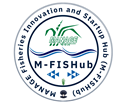 Manage Fisheries Innovation and Startup Hub (M-FISHub)
M-FISHub